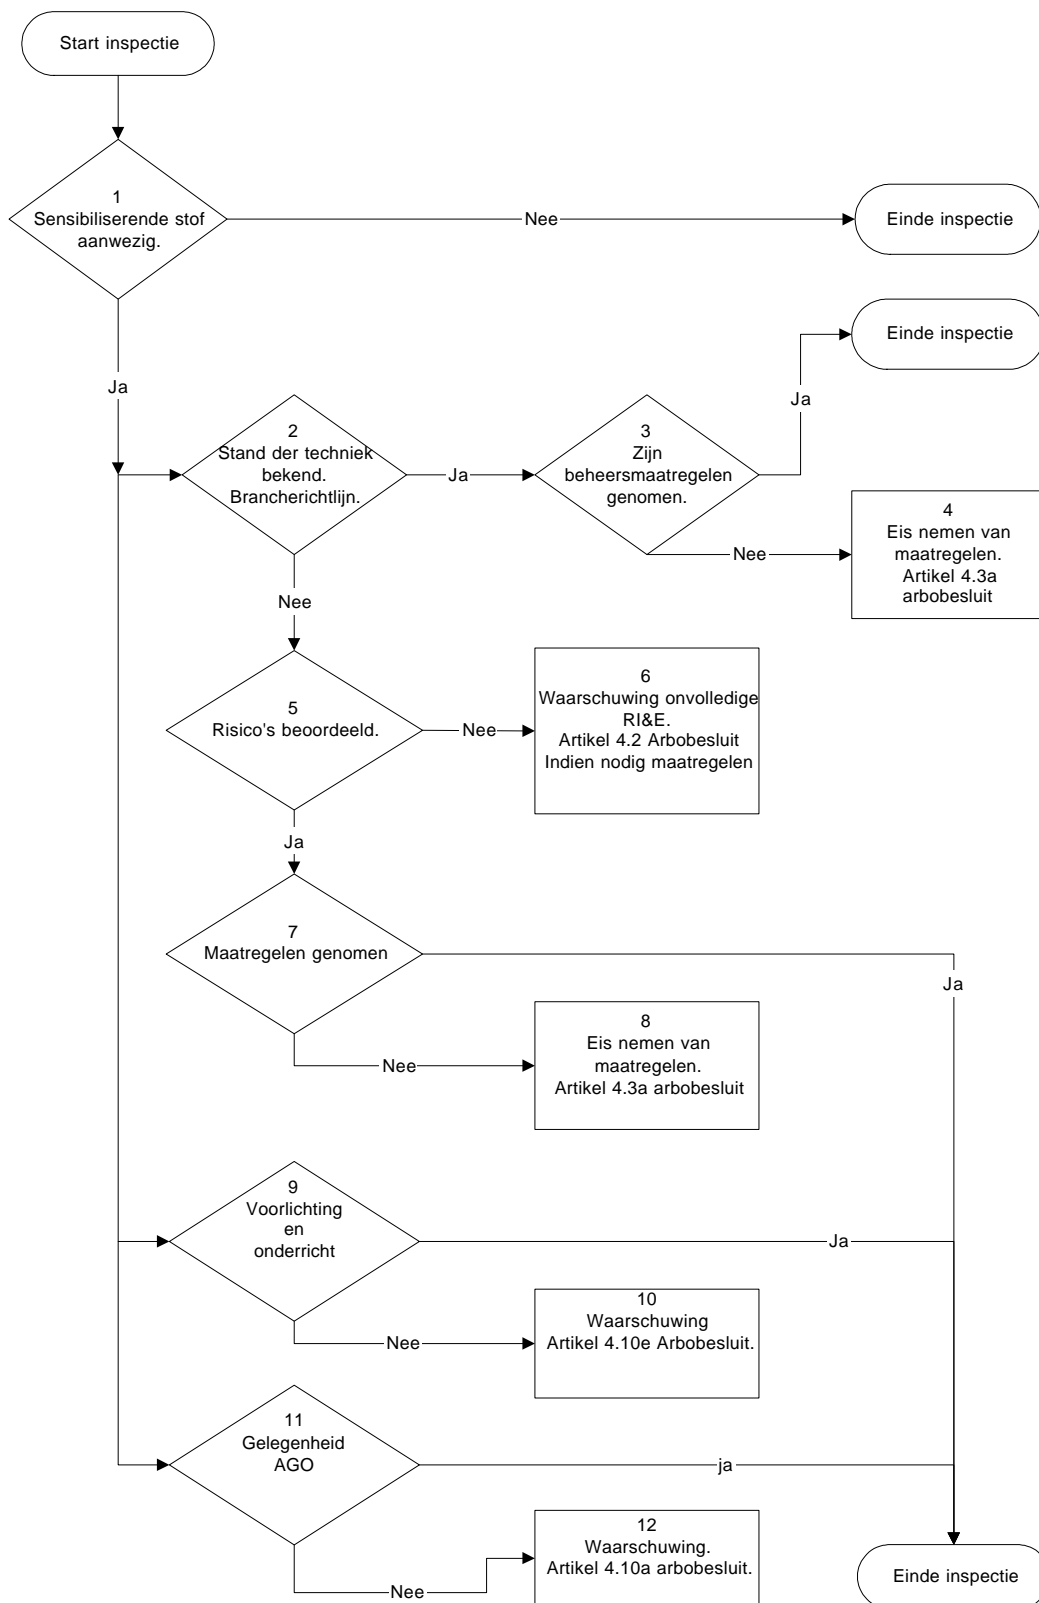 Start inspectie
1
Sensibiliserende stof
aanwezig.
Nee
Einde inspectie
Einde inspectie
Ja
Ja
2
Stand der techniek
bekend.
Brancherichtlijn.
Ja
3
Zijn
beheersmaatregelen
genomen.
Nee
4
Eis nemen van
maatregelen.
Artikel 4.3a
arbobesluit
Nee
5
Risico's beoordeeld.
Nee
6
Waarschuwing onvolledige
RI&E.
Artikel 4.2 Arbobesluit
Indien nodig maatregelen
Ja
7
Maatregelen genomen
Ja
Nee
8
Eis nemen van
maatregelen.
Artikel 4.3a arbobesluit
9
Voorlichting
en
onderricht
Ja
Nee
10
Waarschuwing
Artikel 4.10e Arbobesluit.
11
Gelegenheid
AGO
ja
Nee
12
Waarschuwing.
Artikel 4.10a arbobesluit.
Einde inspectie